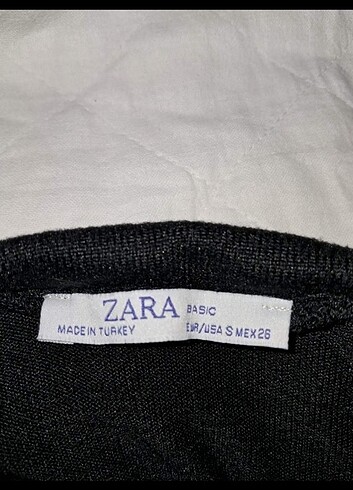 ZARA BASIC
MADE IN TURKEY EUR/USA S MEX 26